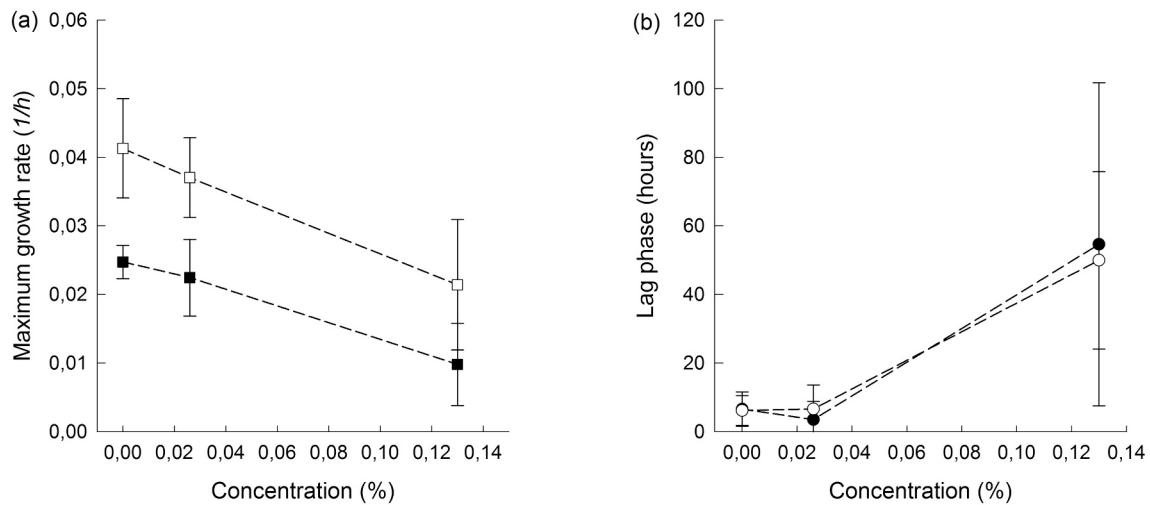 (a)
0,06
0,05
0,04
0,03
0,02
0,01
0,00
Maximum growth rate (1/h)
0,00 0,02 0,04 0,06 0,08 0,10 0,12 0,14
Concentration (%)
(b)
120
100
80
60
40
20
0
Lag phase (hours)
0,00 0,02 0,04 0,06 0,08 0,10 0,12 0,14
Concentration (%)